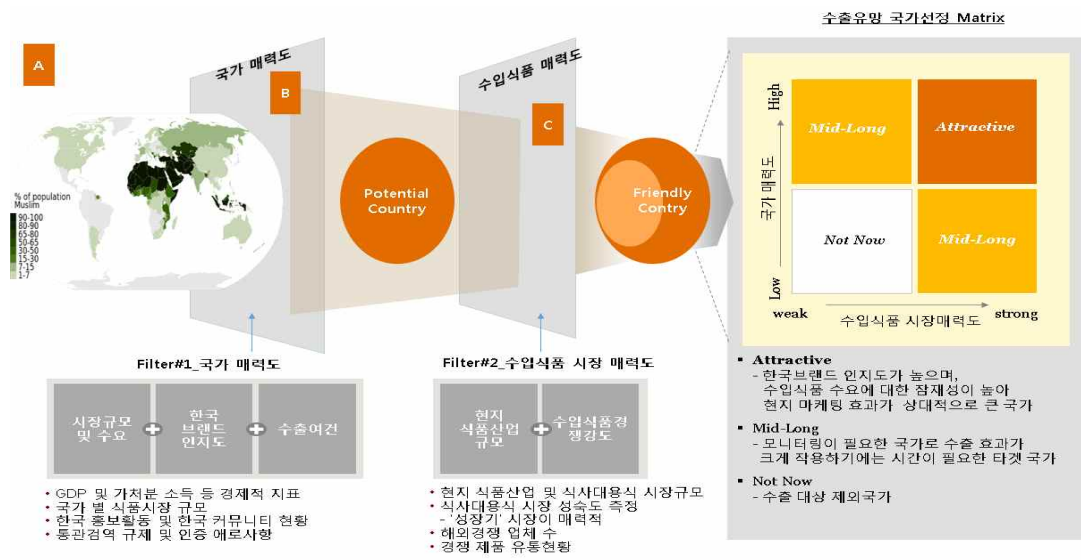 수출유망 국가선정 Matrix
A
국가 매력도
B
수입식품 매력도
C
% of population
Muslim
90-100
80-90
65-80
50-65
30-50
15-30
7-15
1-7
Potential
Country
Friendly
Contry
High
국가 매력도
Low
Mid-Long
Attractive
Not Now
Mid-Long
weak
수입식품 시장매력도
strong
Filter#1_국가 매력도
시장규모
및 수요
한국
브랜드
인지도
수출여건
• GDP 및 가처분 소득 등 경제적 지표
• 국가 별 식품시장 규모
• 한국 홍보활동 및 한국 커뮤니티 현황
• 통관검역 규제 및 인증 애로사항
Filter#2_수입식품 시장 매력도
현지
식품산업
규모
수입식품경
쟁강도
• 현지 식품산업 및 식사대용식 시장규모
• 식사대용식 시장 성숙도 측정
- '성장기' 시장이 매력적
• 해외경쟁 업체 수
• 경쟁 제품 유통현황
▪ Attractive
- 한국브랜드 인지도가 높으며,
수입식품 수요에 대한 잠재성이 높아
현지 마케팅 효과가 상대적으로 큰 국가
▪ Mid-Long
- 모니터링이 필요한 국가로 수출 효과가
크게 작용하기에는 시간이 필요한 타겟 국가
▪ Not Now
- 수출 대상 제외국가